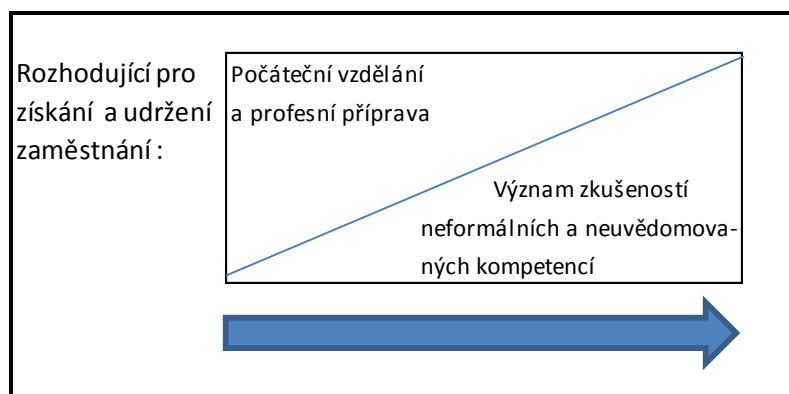 Rozhodující pro
získání a udržení
zaměstnání :
Počáteční vzdělání
a profesní příprava
Význam zkušeností
neformálních a neuvědomova-
ných kompetencí